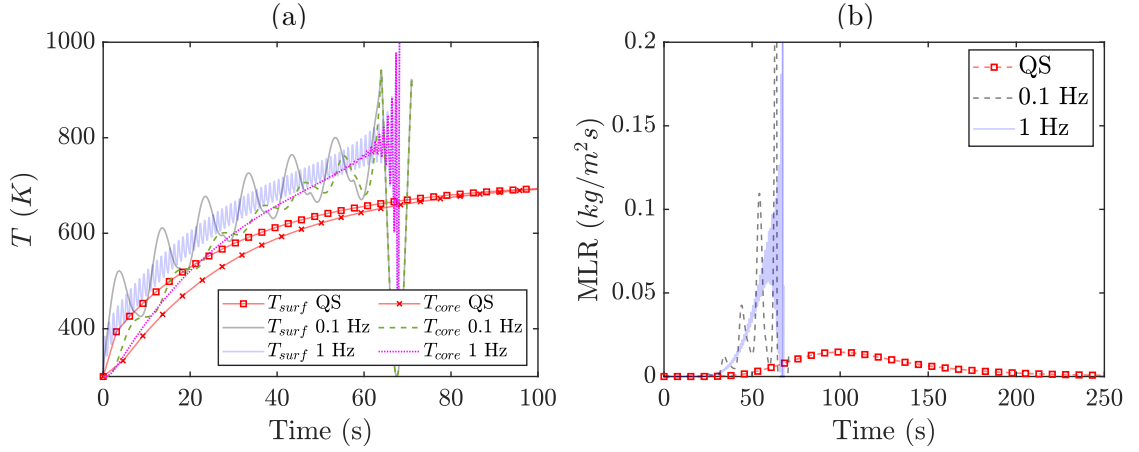 (a)
1000
800
600
400
T (K)
0
20
40
60
80
100
Time (s)
T_surf QS
T_surf 0.1 Hz
T_surf 1 Hz
T_core QS
T_core 0.1 Hz
T_core 1 Hz
(b)
0.2
0.15
0.1
0.05
0
MLR (kg/m²s)
0
50
100
150
200
250
Time (s)
QS
0.1 Hz
1 Hz